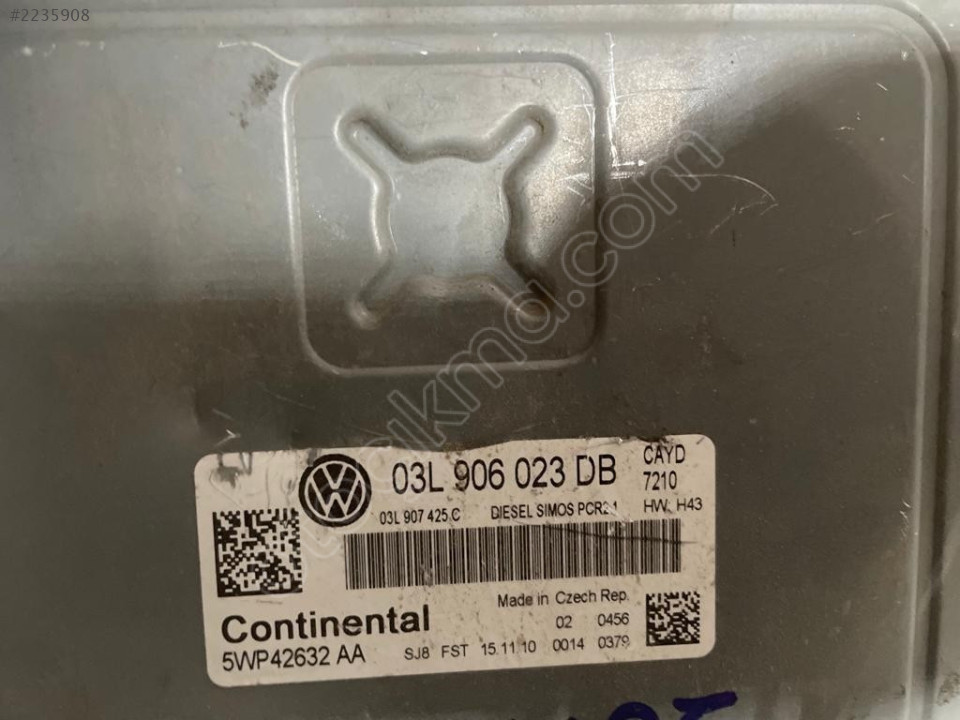 #2235908
03L 906 023 DB
CAYD
7210
03L 907 425 C
DIESEL SIMOS PCR2.1
HW: H43
Continental
5WP42632 AA
Made in Czech Rep.
02 0456
SJ8 FST 15.11.10 0014 0379